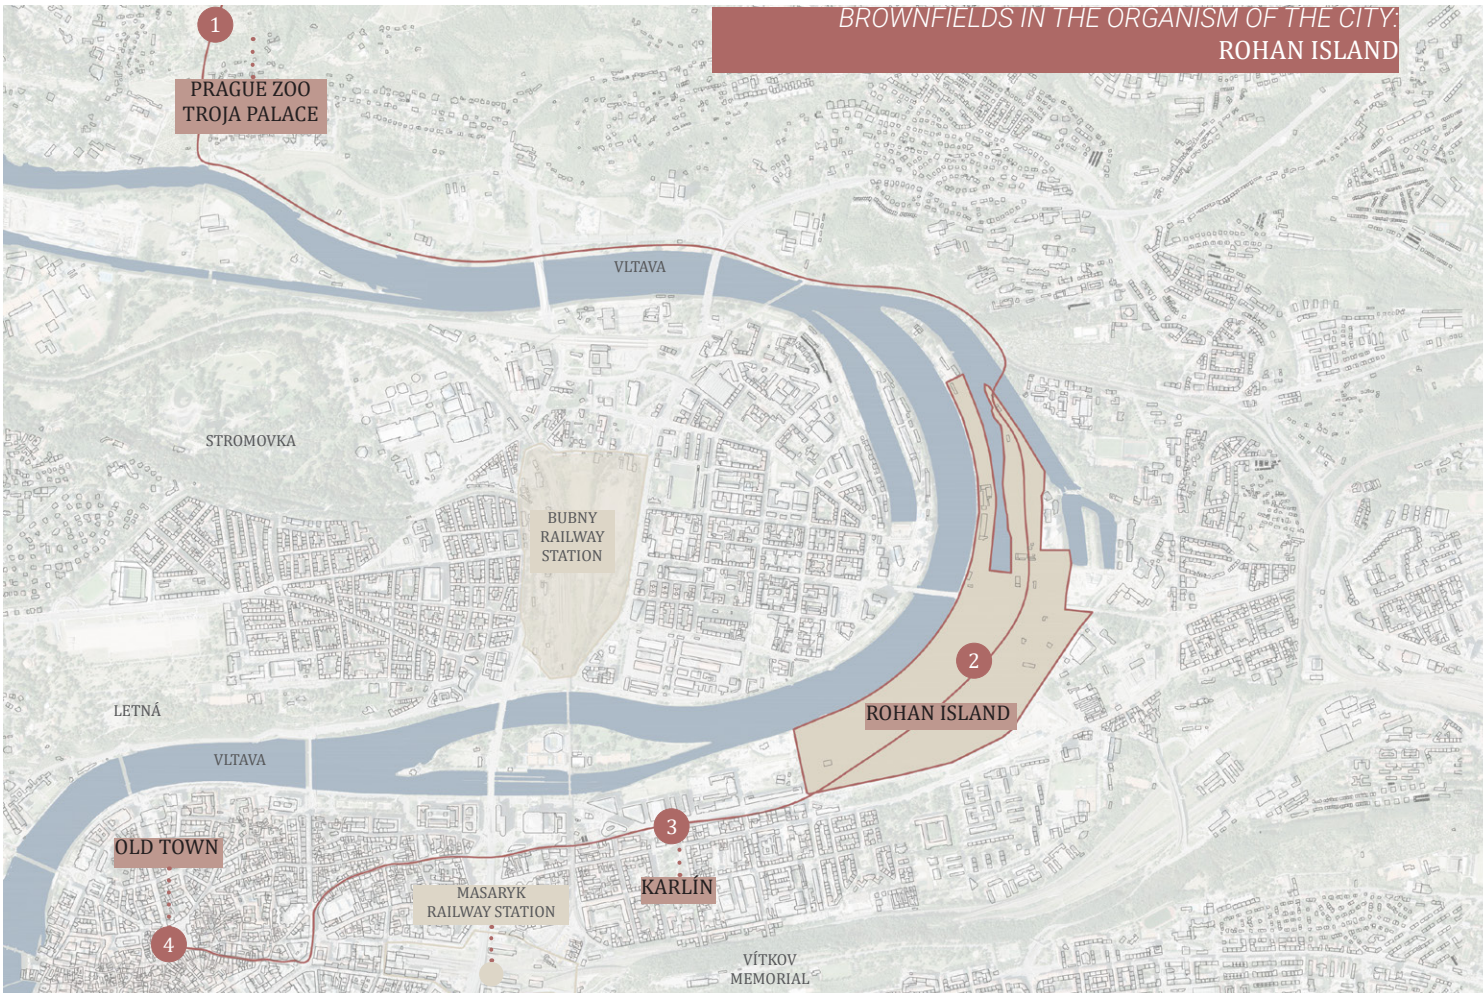 BROWNFIELDS IN THE ORGANISM OF THE CITY:
ROHAN ISLAND
1
PRAGUE ZOO
TROJA PALACE
VLTAVA
STROMOVKA
BUBNY
RAILWAY
STATION
2
ROHAN ISLAND
LETNÁ
VLTAVA
3
OLD TOWN
KARLÍN
MASARYK
RAILWAY STATION
4
VÍTKOV
MEMORIAL